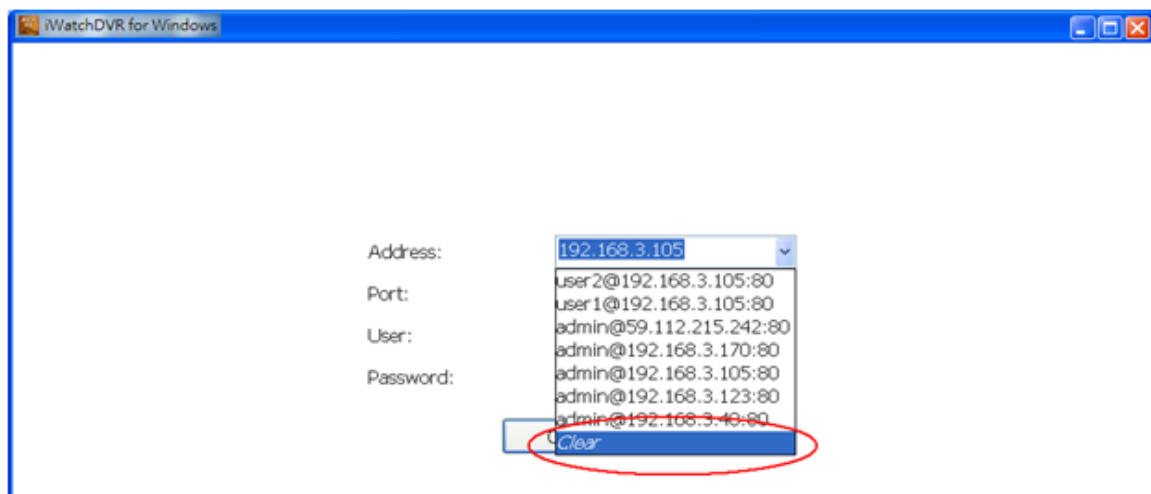 iWatchDVR for Windows
Address:
192.168.3.105
user2@192.168.3.105:80
Port:
user1@192.168.3.105:80
admin@59.112.215.242:80
User:
admin@192.168.3.170:80
Password:
admin@192.168.3.105:80
admin@192.168.3.123:80
admin@192.168.3.40:80
Clear